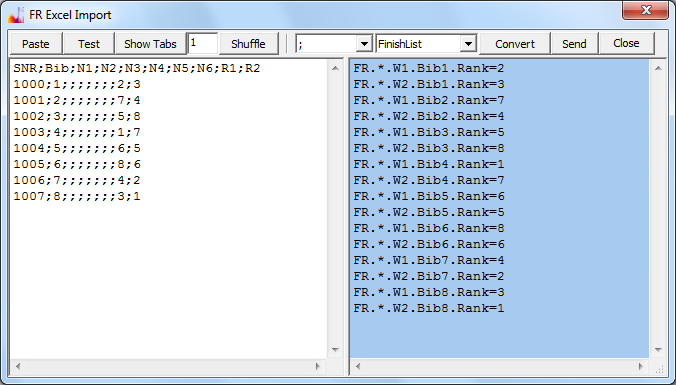 FR Excel Import
Paste Test Show Tabs 1 Shuffle ; FinishList Convert Send Close
SNR;Bib;N1;N2;N3;N4;N5;N6;R1;R2
1000;1;;;;;;;2;3
1001;2;;;;;;;7;4
1002;3;;;;;;;5;8
1003;4;;;;;;;1;7
1004;5;;;;;;;6;5
1005;6;;;;;;;8;6
1006;7;;;;;;;4;2
1007;8;;;;;;;3;1
FR.*.W1.Bib1.Rank=2
FR.*.W2.Bib1.Rank=3
FR.*.W1.Bib2.Rank=7
FR.*.W2.Bib2.Rank=4
FR.*.W1.Bib3.Rank=5
FR.*.W2.Bib3.Rank=8
FR.*.W1.Bib4.Rank=1
FR.*.W2.Bib4.Rank=7
FR.*.W1.Bib5.Rank=6
FR.*.W2.Bib5.Rank=5
FR.*.W1.Bib6.Rank=8
FR.*.W2.Bib6.Rank=6
FR.*.W1.Bib7.Rank=4
FR.*.W2.Bib7.Rank=2
FR.*.W1.Bib8.Rank=3
FR.*.W2.Bib8.Rank=1